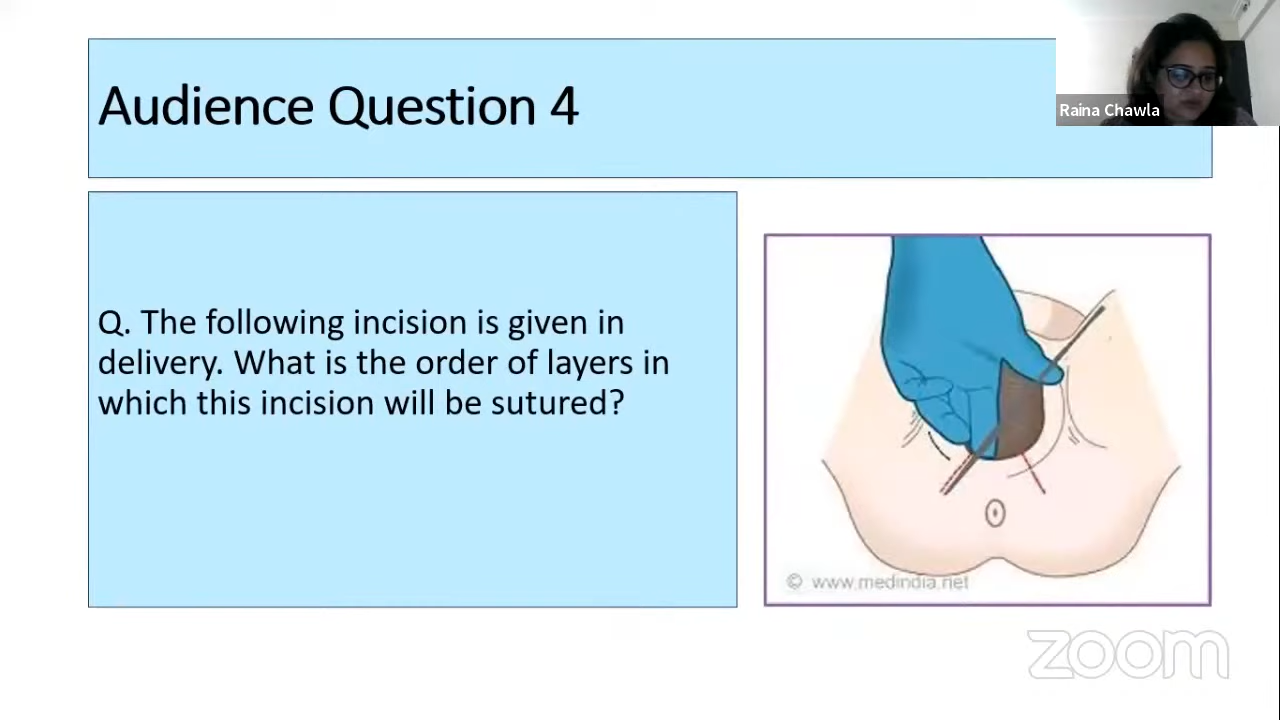 Audience Question 4
Raina Chawla
Q. The following incision is given in
delivery. What is the order of layers in
which this incision will be sutured?
© www.medindia.net
zoom